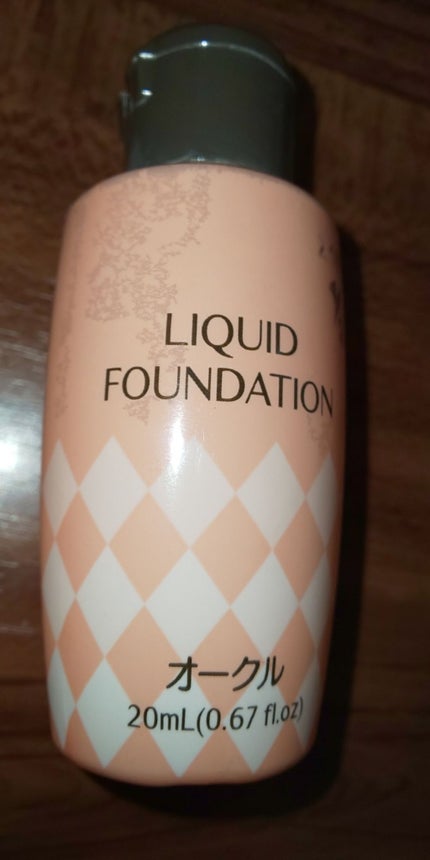 LIQUID
FOUNDATION
オークル
20mL(0.67 fl.oz)